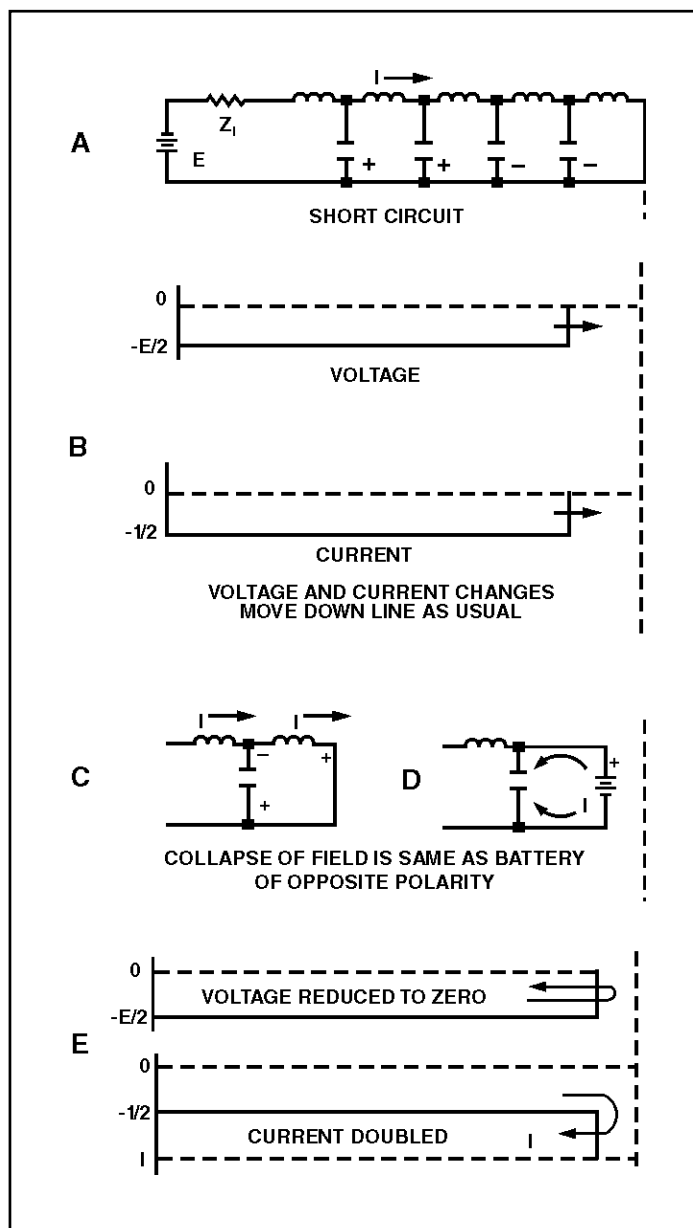 I
A
Z I
E
+ + – –
SHORT CIRCUIT
0
-E/2
VOLTAGE
B
0
-1/2
CURRENT
VOLTAGE AND CURRENT CHANGES
MOVE DOWN LINE AS USUAL
I I
C
– +
+
D
+
I
COLLAPSE OF FIELD IS SAME AS BATTERY
OF OPPOSITE POLARITY
0
VOLTAGE REDUCED TO ZERO
-E/2
E
0
-1/2
CURRENT DOUBLED I
I